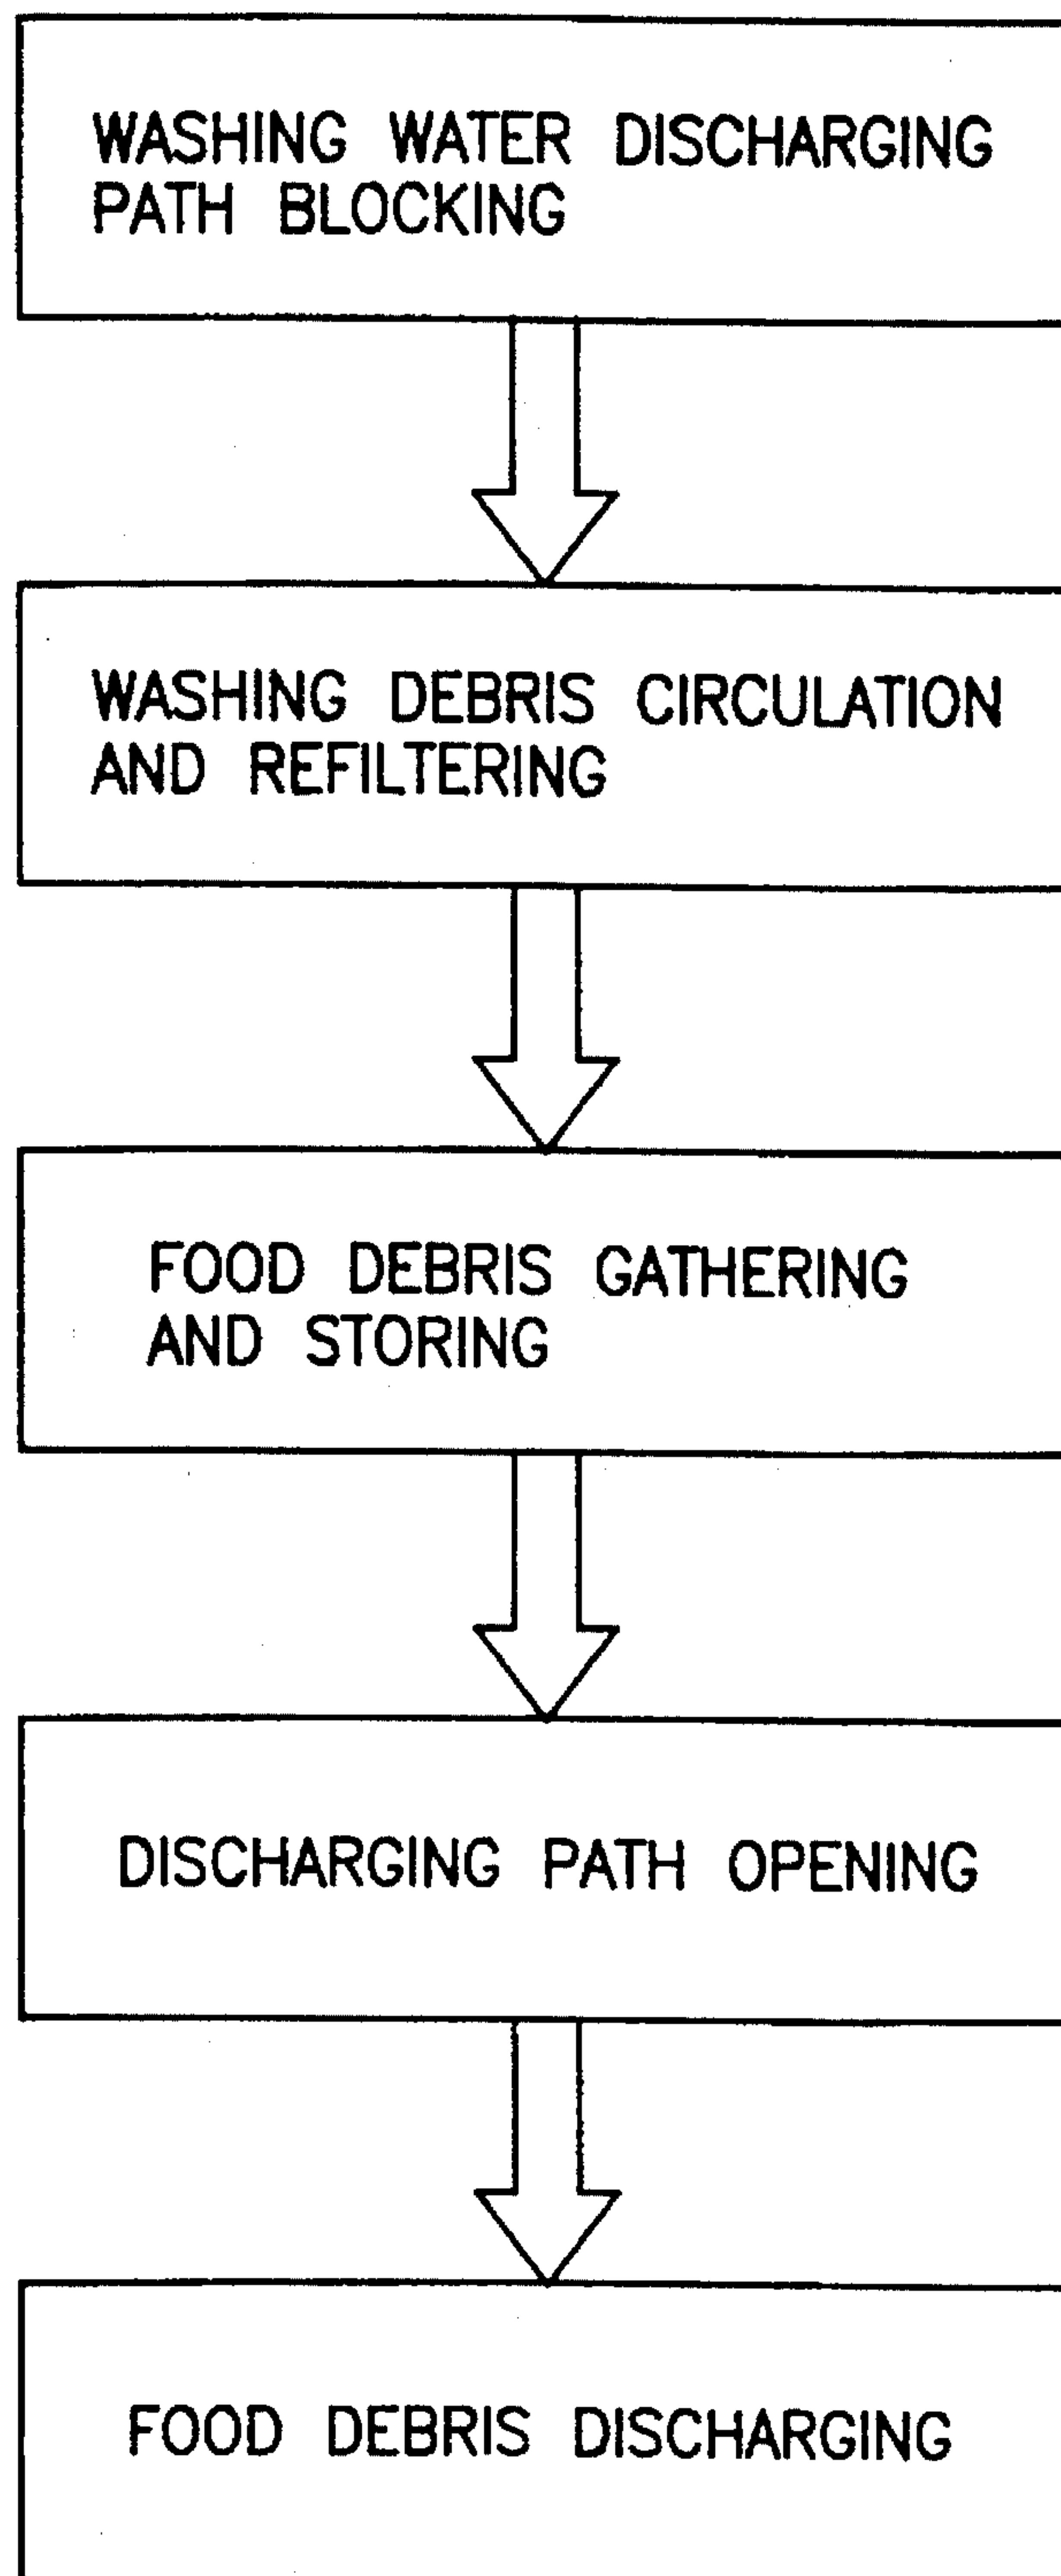 WASHING WATER DISCHARGING
PATH BLOCKING
WASHING DEBRIS CIRCULATION
AND REFILTERING
FOOD DEBRIS GATHERING
AND STORING
DISCHARGING PATH OPENING
FOOD DEBRIS DISCHARGING